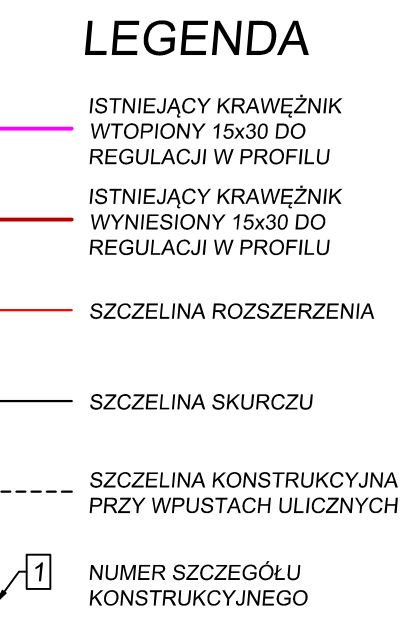 LEGENDA
ISTNIEJĄCY KRAWĘŻNIK
WTOPIONY 15x30 DO
REGULACJI W PROFILU
ISTNIEJĄCY KRAWĘŻNIK
WYNIESIONY 15x30 DO
REGULACJI W PROFILU
SZCZELINA ROZSZERZENIA
SZCZELINA SKURCZU
SZCZELINA KONSTRUKCYJNA
PRZY WPUSTACH ULICZNYCH
1 NUMER SZCZEGÓŁU
KONSTRUKCYJNEGO